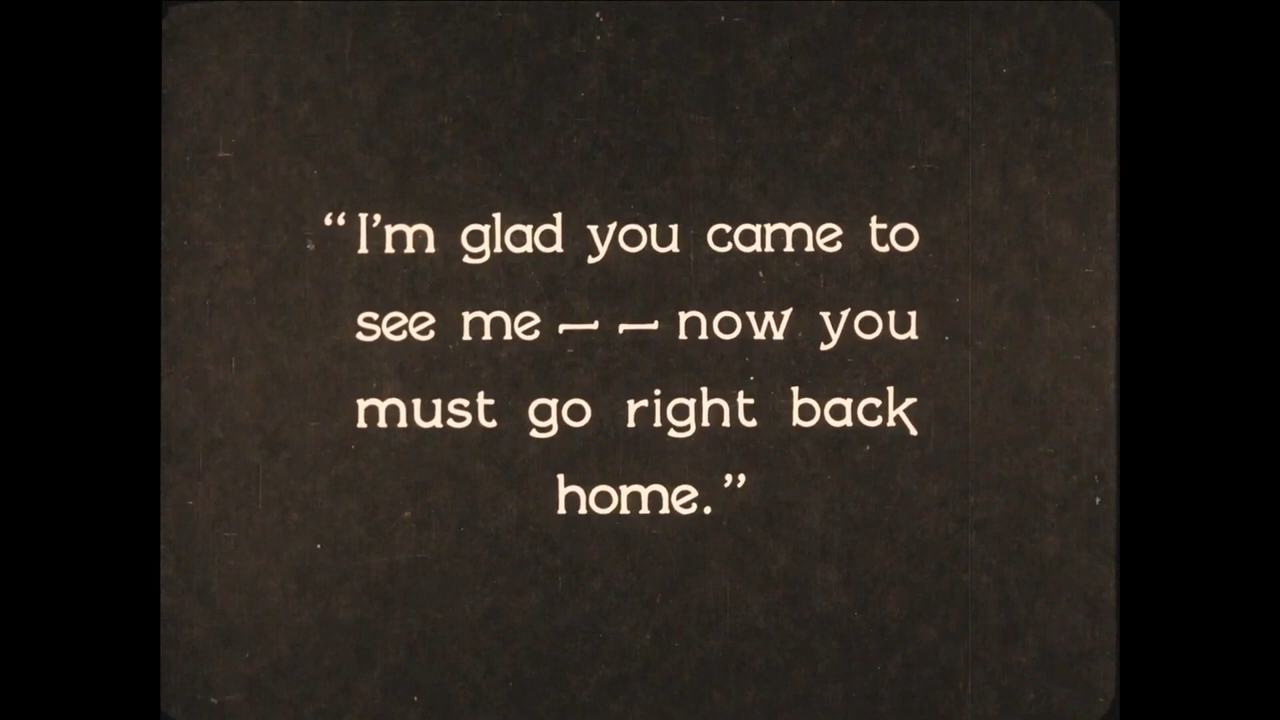 “I’m glad you came to
see me — — now you
must go right back
home.”